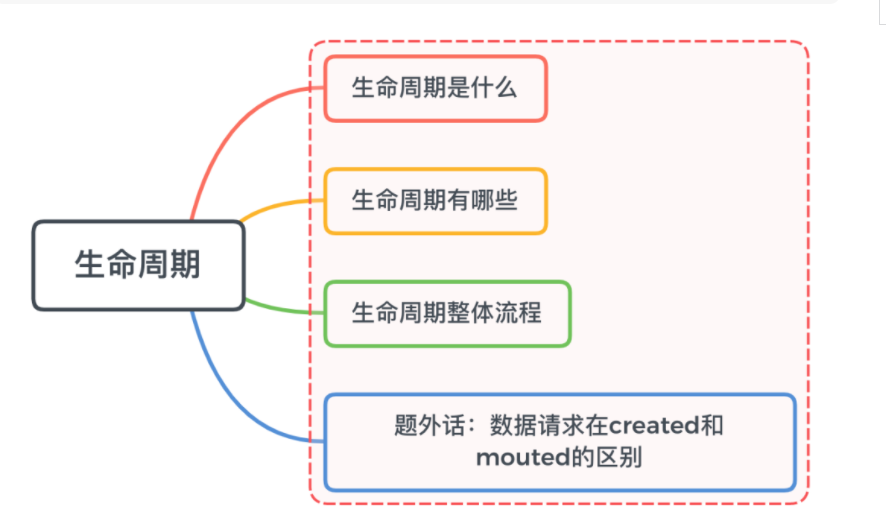 生命周期是什么
生命周期有哪些
生命周期
生命周期整体流程
题外话：数据请求在created和
mouted的区别